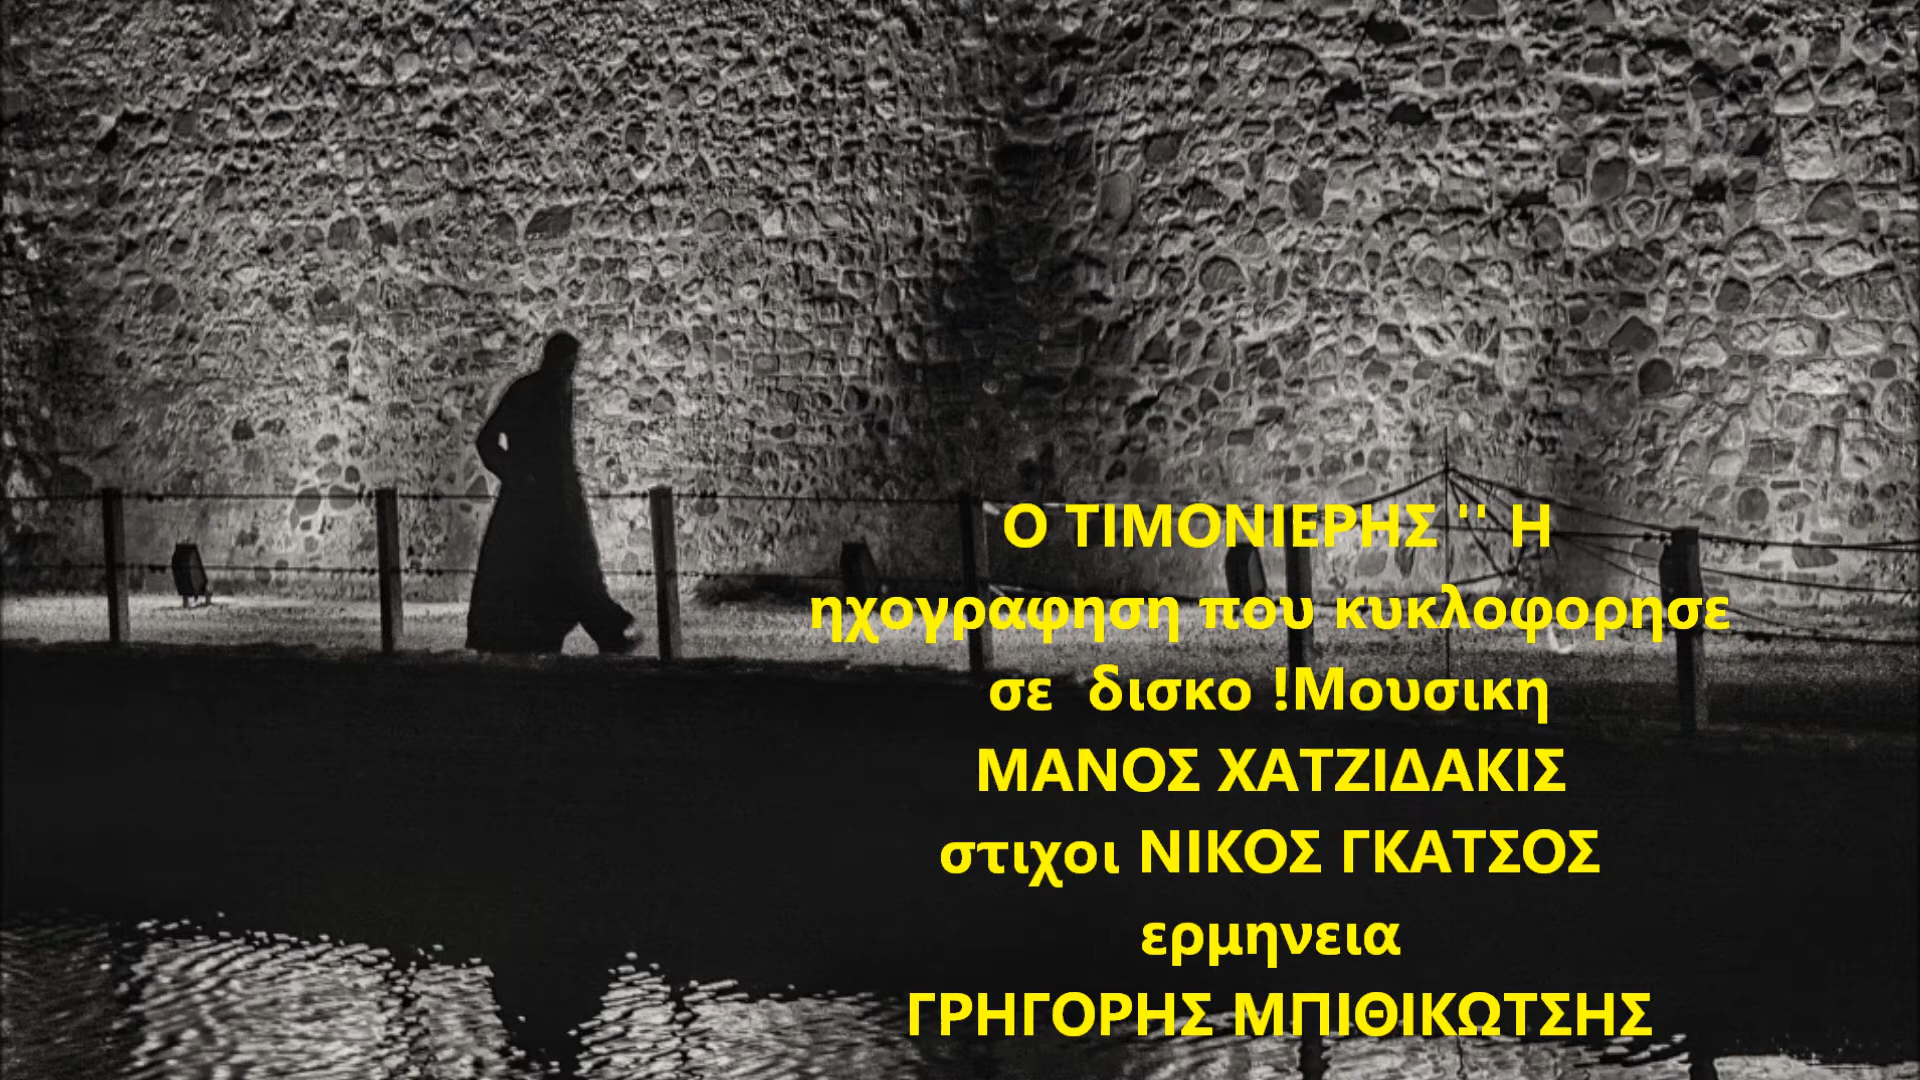 Ο ΤΙΜΟΝΙΕΡΗΣ '' Η
ηχογραφηση που κυκλοφορησε
σε  δισκο !Μουσικη
ΜΑΝΟΣ ΧΑΤΖΙΔΑΚΙΣ
στιχοι ΝΙΚΟΣ ΓΚΑΤΣΟΣ
ερμηνεια
ΓΡΗΓΟΡΗΣ ΜΠΙΘΙΚΩΤΣΗΣ